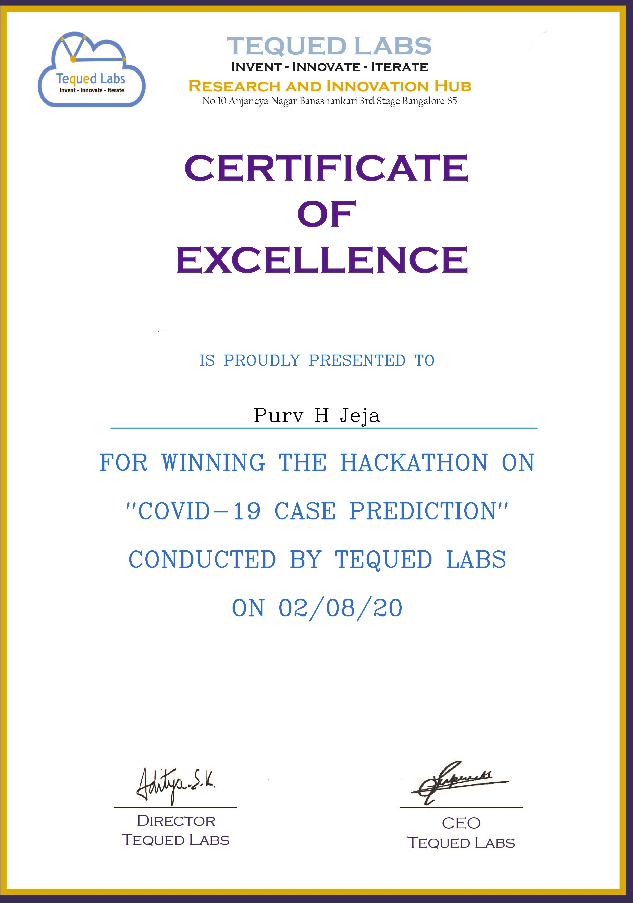 Tequed Labs
Invent - Innovate - Iterate
TEQUED LABS
INVENT - INNOVATE - ITERATE
RESEARCH AND INNOVATION HUB
No 10 Anjaneya Nagar Banashankari 3rd Stage Bangalore 85
CERTIFICATE
OF
EXCELLENCE
IS PROUDLY PRESENTED TO
Purv H Jeja
FOR WINNING THE HACKATHON ON
"COVID-19 CASE PREDICTION"
CONDUCTED BY TEQUED LABS
ON 02/08/20
Aditya.S.K.
DIRECTOR
TEQUED LABS
CEO
TEQUED LABS